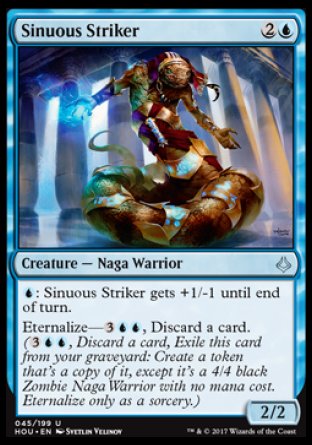 Sinuous Striker 2
Creature — Naga Warrior
: Sinuous Striker gets +1/-1 until end
of turn.
Eternalize—3, Discard a card.
(3, Discard a card, Exile this card
from your graveyard: Create a token
that's a copy of it, except it's a 4/4 black
Zombie Naga Warrior with no mana cost.
Eternalize only as a sorcery.)
2/2
045/199 U
HOU • EN SVETLIN VELINOV
™ & © 2017 Wizards of the Coast